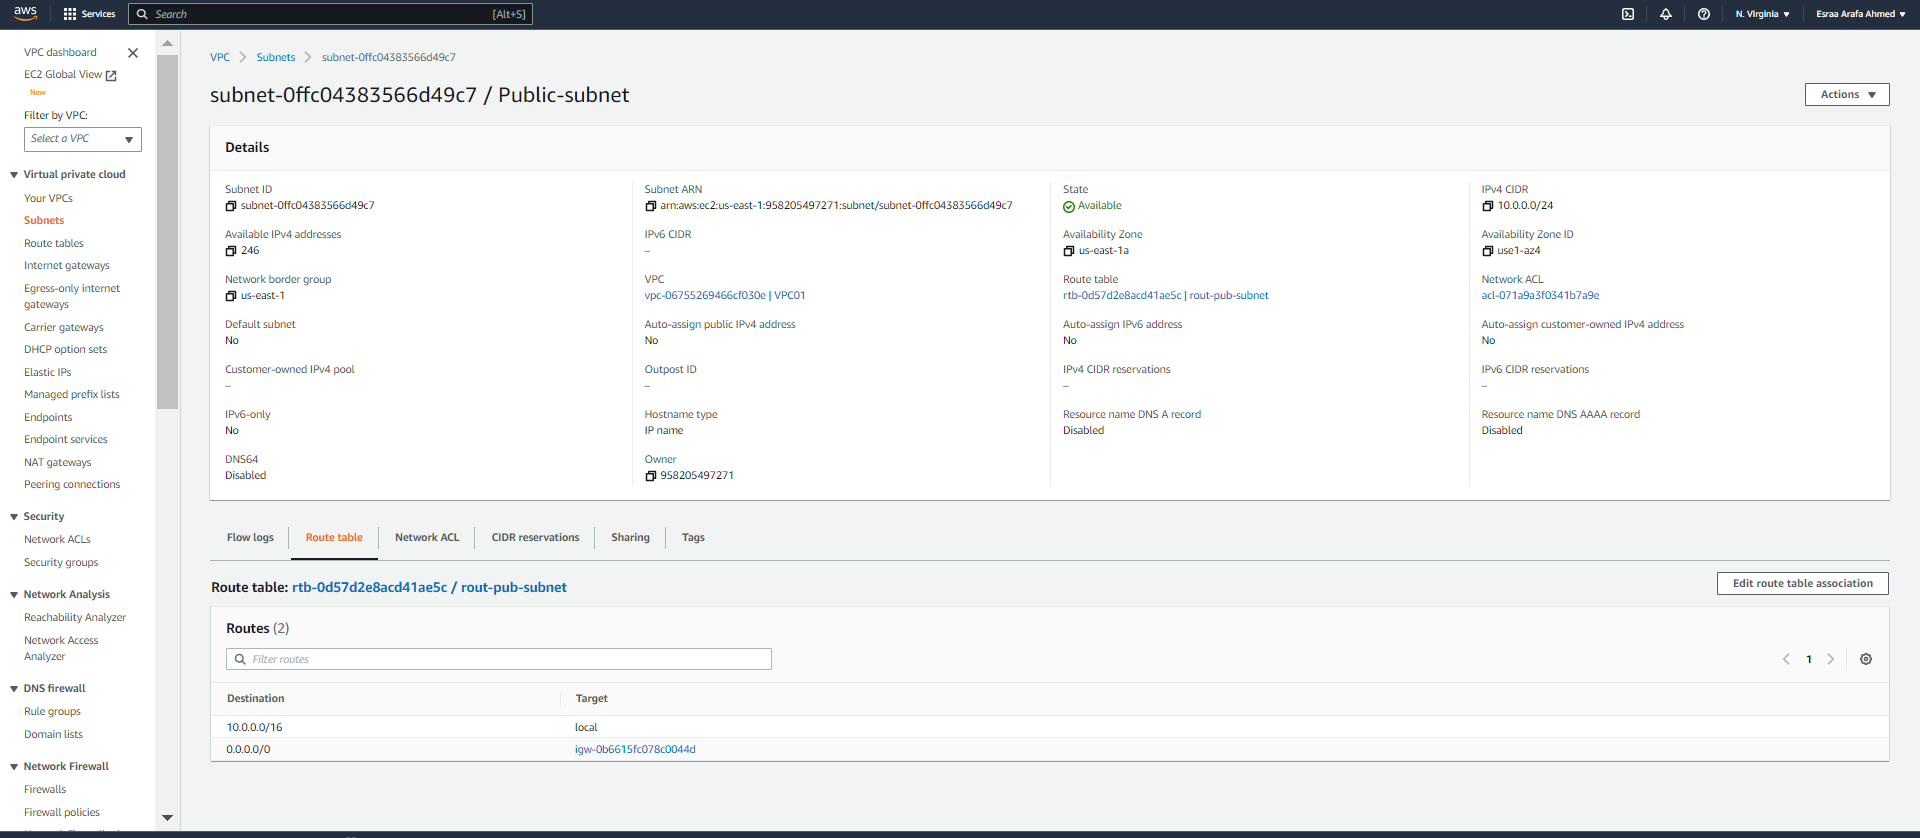 aws Services Search [Alt+S] N. Virginia Esraa Arafa Ahmed
VPC dashboard
EC2 Global View
New
Filter by VPC:
Select a VPC
Virtual private cloud
Your VPCs
Subnets
Route tables
Internet gateways
Egress-only internet
gateways
Carrier gateways
DHCP option sets
Elastic IPs
Managed prefix lists
Endpoints
Endpoint services
NAT gateways
Peering connections
Security
Network ACLs
Security groups
Network Analysis
Reachability Analyzer
Network Access
Analyzer
DNS firewall
Rule groups
Domain lists
Network Firewall
Firewalls
Firewall policies
VPC Subnets subnet-0ffc04383566d49c7
subnet-0ffc04383566d49c7 / Public-subnet
Actions
Details
Subnet ID
subnet-0ffc04383566d49c7
Subnet ARN
arn:aws:ec2:us-east-1:958205497271:subnet/subnet-0ffc04383566d49c7
State
Available
IPv4 CIDR
10.0.0.0/24
Available IPv4 addresses
246
IPv6 CIDR
–
Availability Zone
us-east-1a
Availability Zone ID
use1-az4
Network border group
us-east-1
VPC
vpc-06755269466cf030e | VPC01
Route table
rtb-0d57d2e8acd41ae5c | rout-pub-subnet
Network ACL
acl-071a9a3f0341b7a9e
Default subnet
No
Auto-assign public IPv4 address
No
Auto-assign IPv6 address
No
Auto-assign customer-owned IPv4 address
No
Customer-owned IPv4 pool
–
Outpost ID
–
IPv4 CIDR reservations
–
IPv6 CIDR reservations
–
IPv6-only
No
Hostname type
IP name
Resource name DNS A record
Disabled
Resource name DNS AAAA record
Disabled
DNS64
Disabled
Owner
958205497271
Flow logs Route table Network ACL CIDR reservations Sharing Tags
Route table: rtb-0d57d2e8acd41ae5c / rout-pub-subnet
Edit route table association
Routes (2)
Filter routes
1
Destination Target
10.0.0.0/16 local
0.0.0.0/0 igw-0b6615fc078c0044d